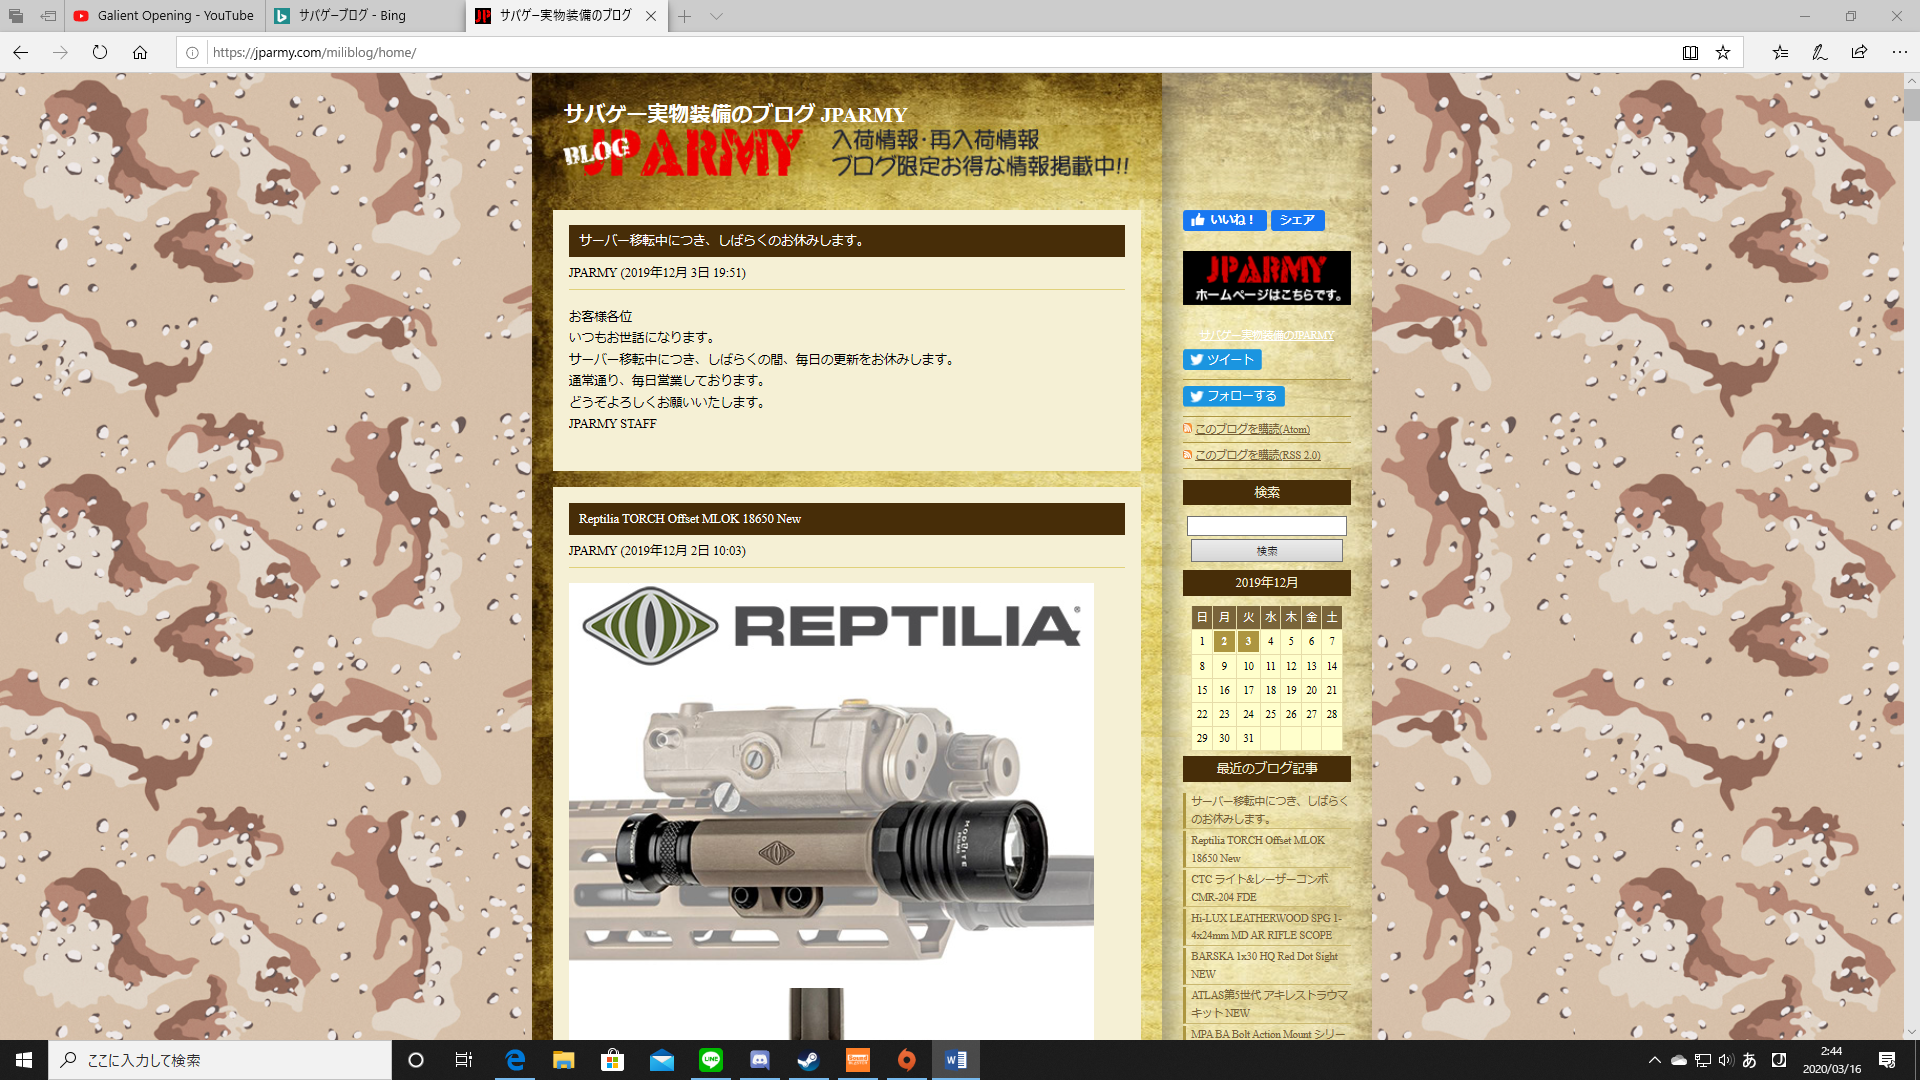 Galient Opening - YouTube
サバゲーブログ - Bing
サバゲー実物装備のブログ
https://jparmy.com/miliblog/home/
サバゲー実物装備のブログ JPARMY
BLOG JPARMY
入荷情報・再入荷情報
ブログ限定お得な情報掲載中!!
サーバー移転中につき、しばらくのお休みします。
JPARMY (2019年12月 3日 19:51)
お客様各位
いつもお世話になります。
サーバー移転中につき、しばらくの間、毎日の更新をお休みします。
通常通り、毎日営業しております。
どうぞよろしくお願いいたします。
JPARMY STAFF
Reptilia TORCH Offset MLOK 18650 New
JPARMY (2019年12月 2日 10:03)
REPTILIA®
MODLITE
いいね！ シェア
JPARMY
ホームページはこちらです。
サバゲー実物装備のJPARMY
ツイート
フォローする
このブログを購読(Atom)
このブログを購読(RSS 2.0)
検索
検索
2019年12月
日 月 火 水 木 金 土
1 2 3 4 5 6 7
8 9 10 11 12 13 14
15 16 17 18 19 20 21
22 23 24 25 26 27 28
29 30 31
最近のブログ記事
サーバー移転中につき、しばらく
のお休みします。
Reptilia TORCH Offset MLOK
18650 New
CTC ライト&レーザーコンボ
CMR-204 FDE
Hi-LUX LEATHERWOOD SPG 1-
4x24mm MD AR RIFLE SCOPE
BARSKA 1x30 HQ Red Dot Sight
NEW
ATLAS第5世代 アキレストラウマ
キット NEW
MPA BA Bolt Action Mount シリー
ここに入力して検索
LINE
Sound
あ
2:44
2020/03/16